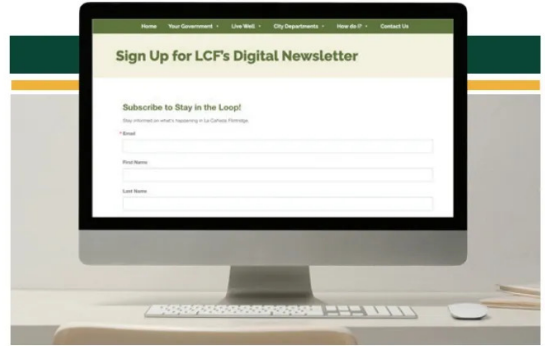 Home Your Government Live Well City Departments How do I? Contact Us
Sign Up for LCF's Digital Newsletter
Subscribe to Stay in the Loop!
Stay informed on what's happening in La Cañada Flintridge.
* Email
First Name
Last Name